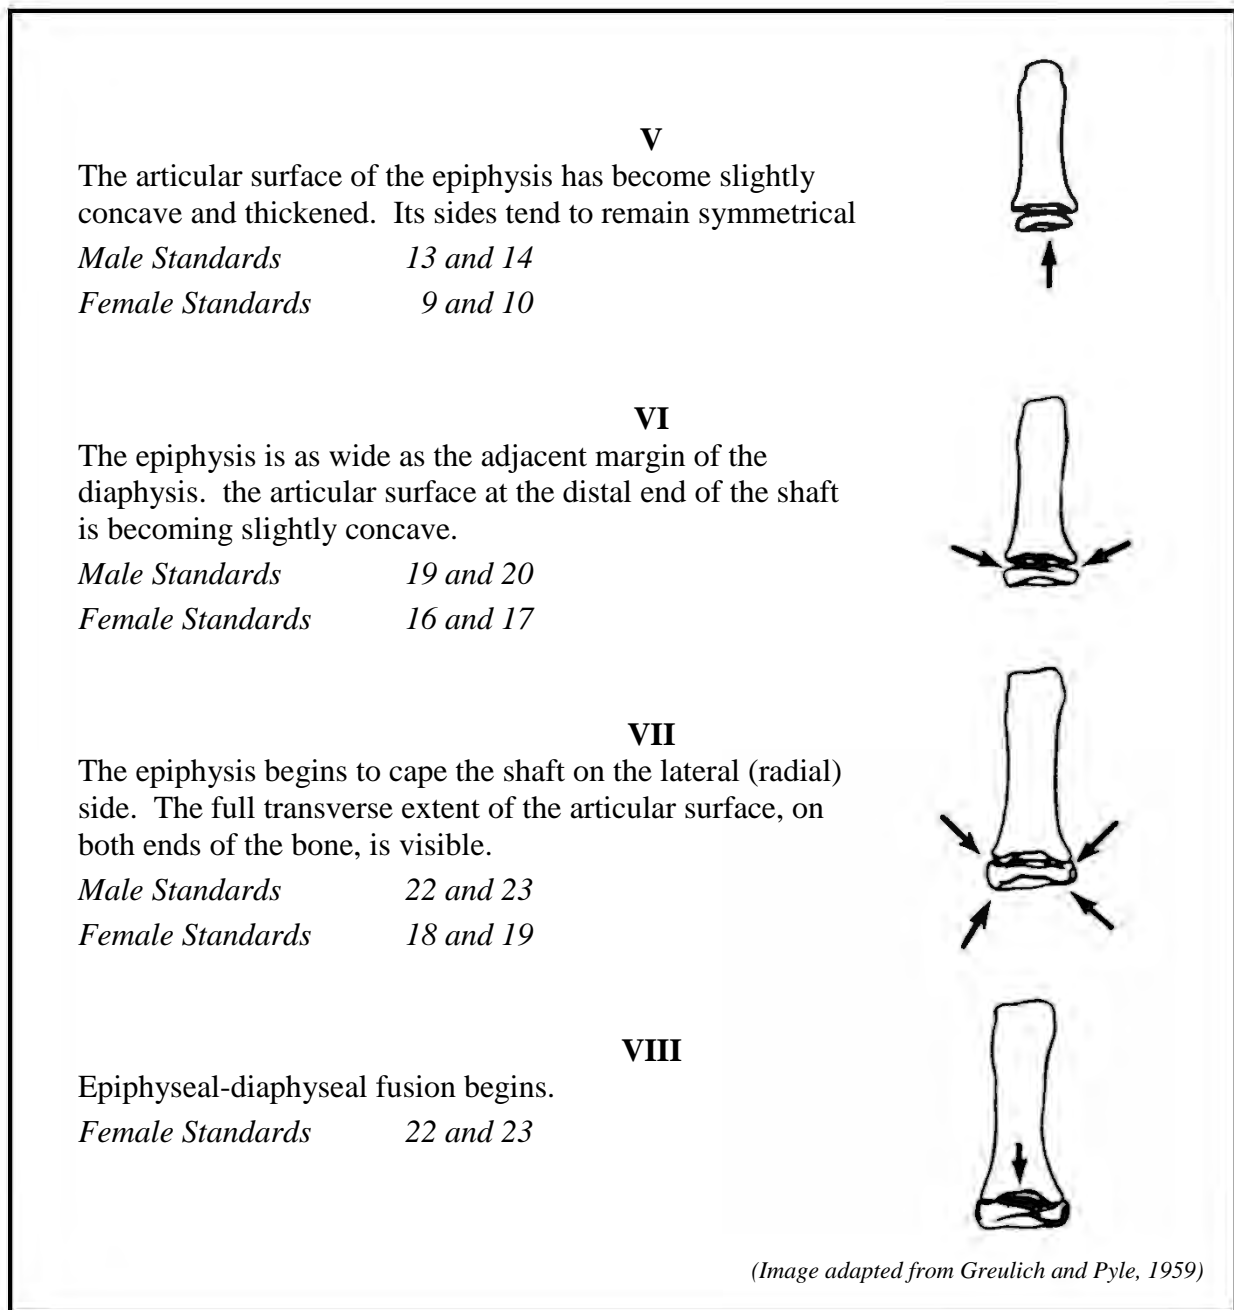 V
The articular surface of the epiphysis has become slightly
concave and thickened.  Its sides tend to remain symmetrical
Male Standards 13 and 14
Female Standards 9 and 10
VI
The epiphysis is as wide as the adjacent margin of the
diaphysis.  the articular surface at the distal end of the shaft
is becoming slightly concave.
Male Standards 19 and 20
Female Standards 16 and 17
VII
The epiphysis begins to cape the shaft on the lateral (radial)
side.  The full transverse extent of the articular surface, on
both ends of the bone, is visible.
Male Standards 22 and 23
Female Standards 18 and 19
VIII
Epiphyseal-diaphyseal fusion begins.
Female Standards 22 and 23
(Image adapted from Greulich and Pyle, 1959)